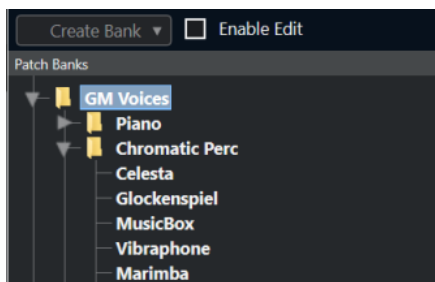 Create Bank Enable Edit
Patch Banks
GM Voices
Piano
Chromatic Perc
Celesta
Glockenspiel
MusicBox
Vibraphone
Marimba